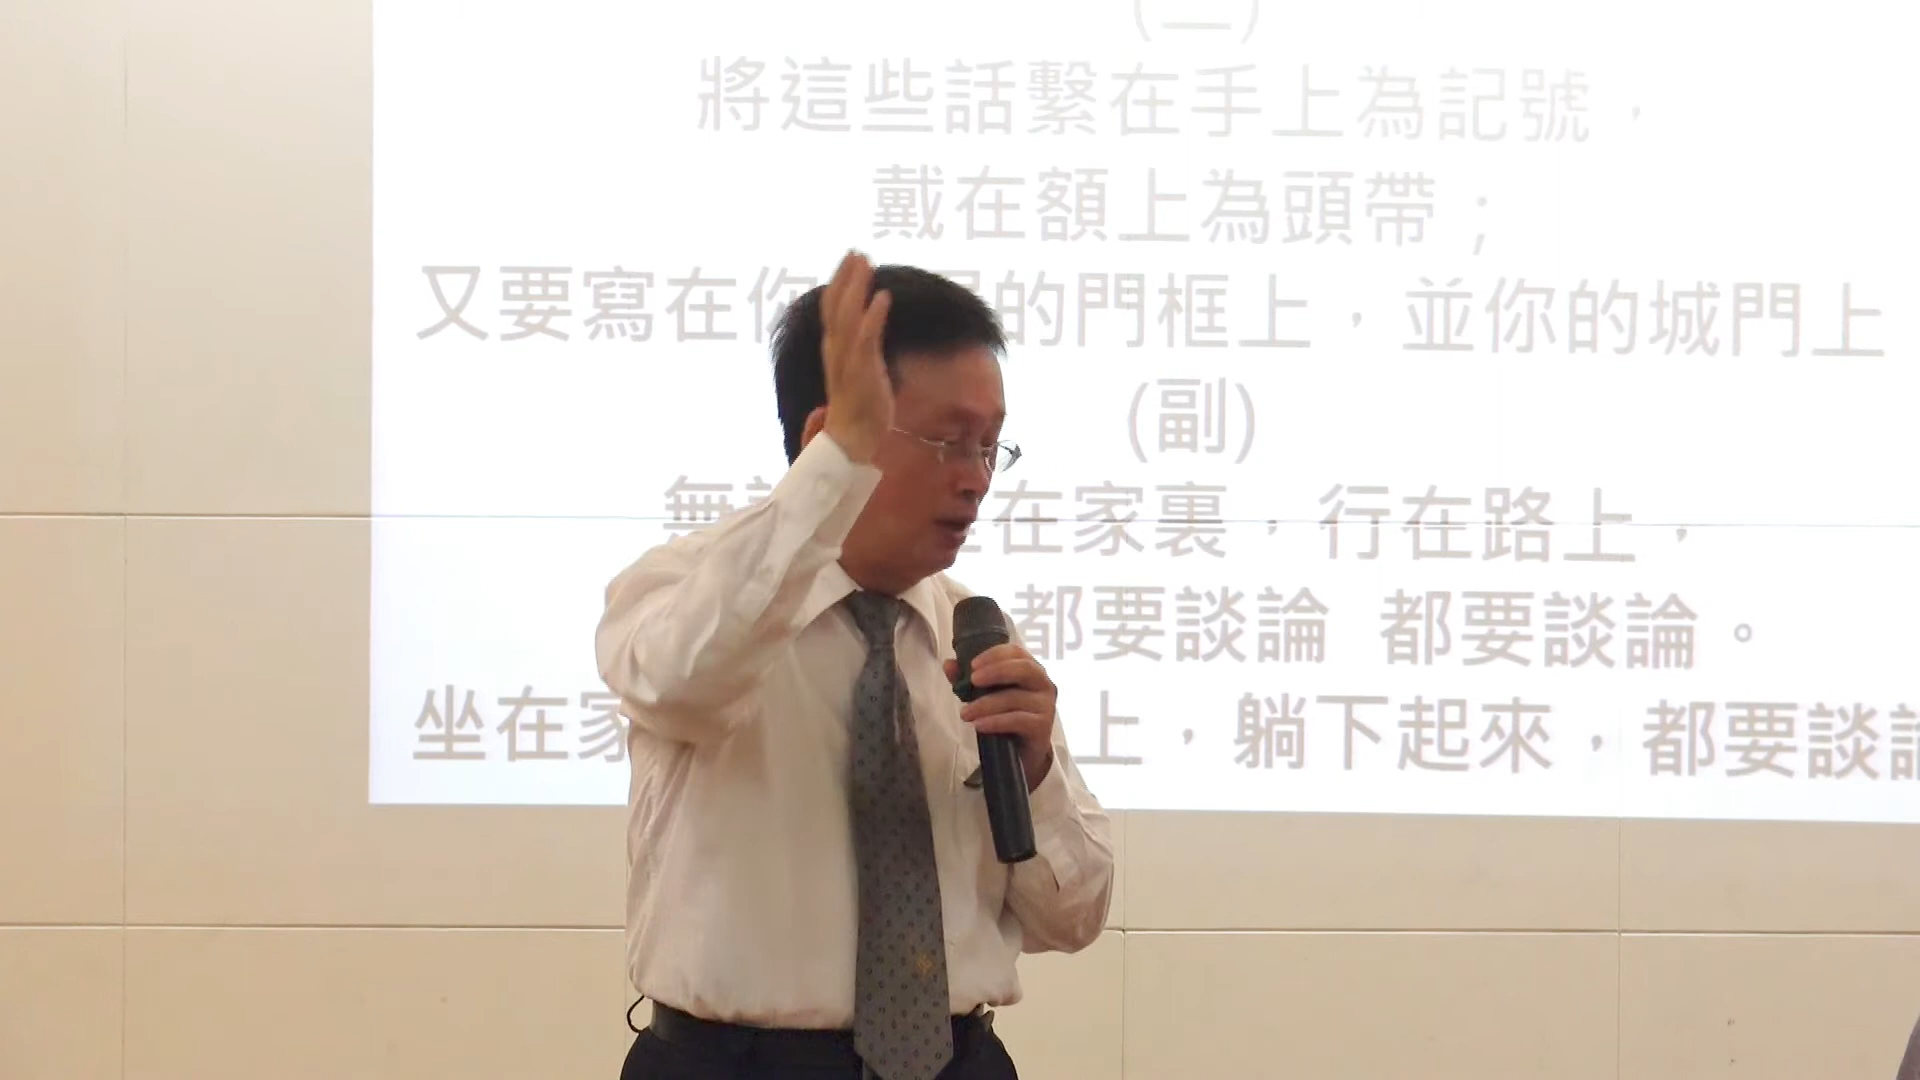 (二)
將這些話繫在手上為記號，
戴在額上為頭帶；
又要寫在你 的門框上，並你的城門上
(副)
無 在家裏，行在路上，
都要談論 都要談論。
坐在家 上，躺下起來，都要談論